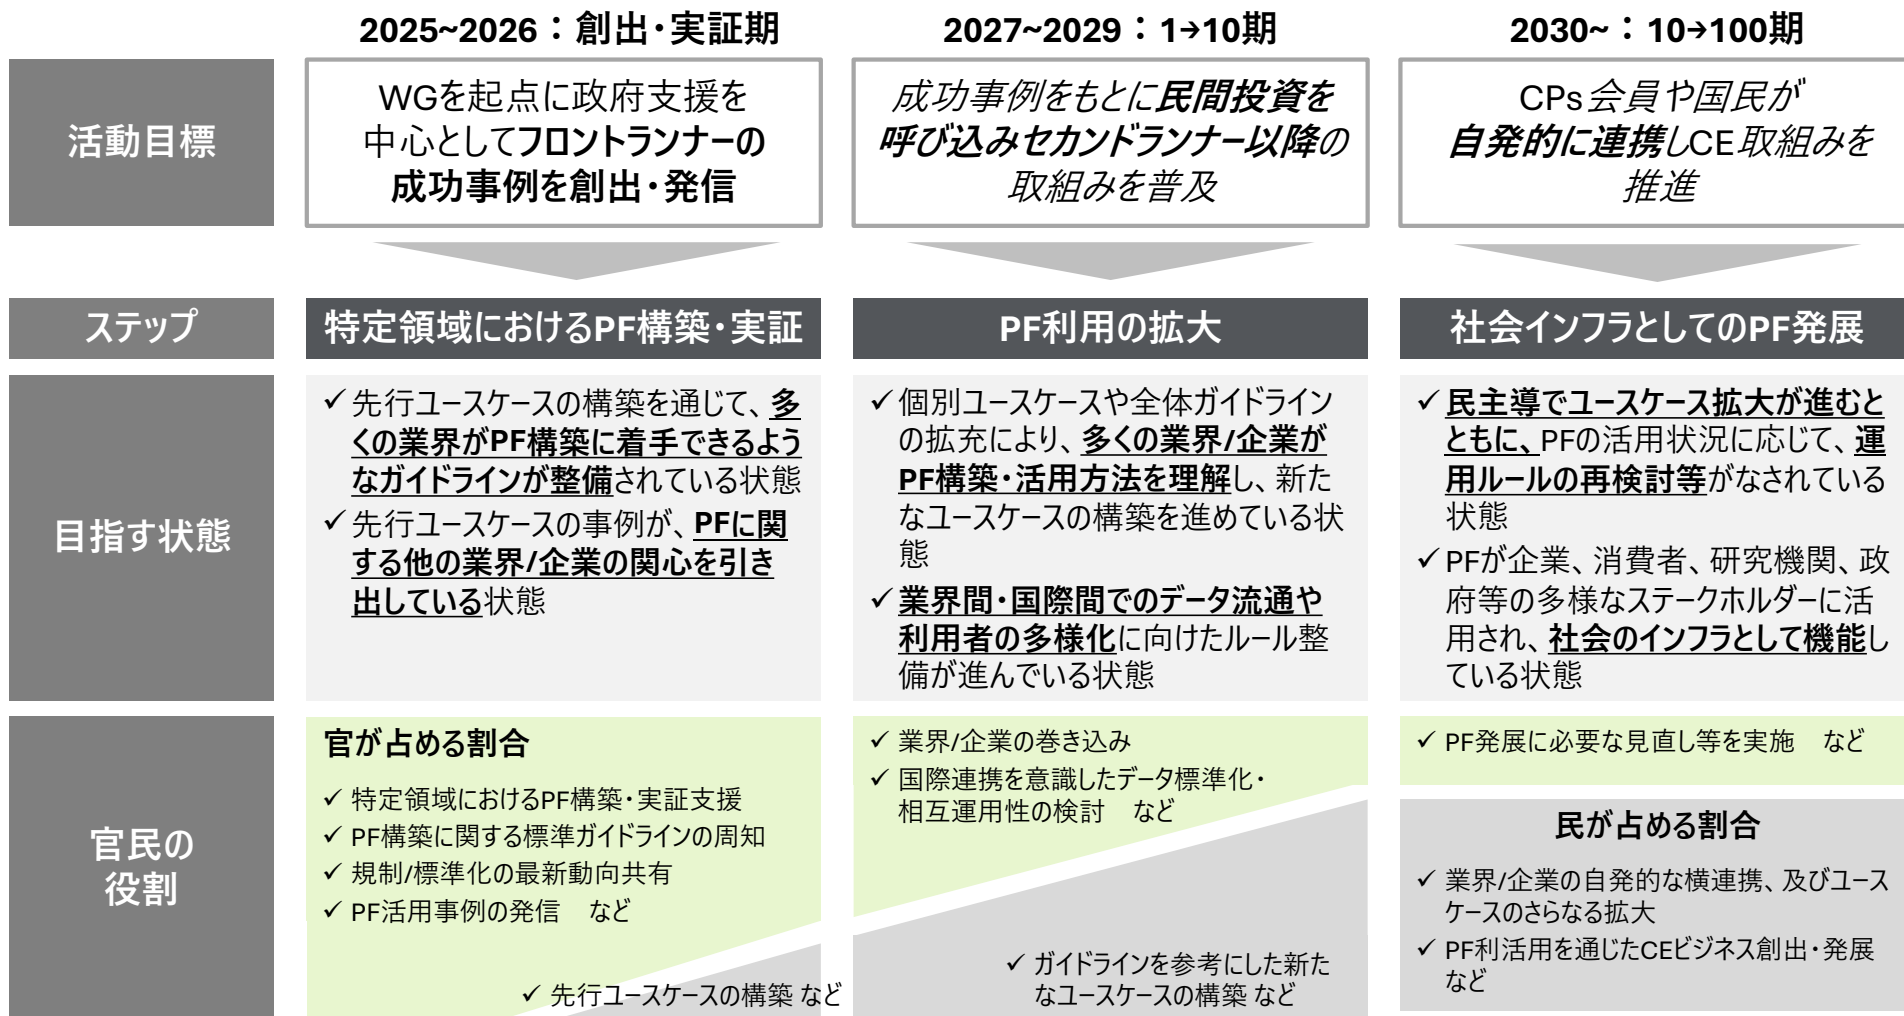 2025~2026：創出・実証期
2027~2029：1→10期
2030~：10→100期
活動目標
WGを起点に政府支援を
中心としてフロントランナーの
成功事例を創出・発信
成功事例をもとに民間投資を
呼び込みセカンドランナー以降の
取組みを普及
CPs会員や国民が
自発的に連携しCE取組みを
推進
ステップ
特定領域におけるPF構築・実証
PF利用の拡大
社会インフラとしてのPF発展
目指す状態
✓先行ユースケースの構築を通じて、多
くの業界がPF構築に着手できるよう
なガイドラインが整備されている状態
✓先行ユースケースの事例が、PFに関
する他の業界/企業の関心を引き
出している状態
✓個別ユースケースや全体ガイドライン
の拡充により、多くの業界/企業が
PF構築・活用方法を理解し、新た
なユースケースの構築を進めている状
態
✓業界間・国際間でのデータ流通や
利用者の多様化に向けたルール整
備が進んでいる状態
✓民主導でユースケース拡大が進むと
ともに、PFの活用状況に応じて、運
用ルールの再検討等がなされている
状態
✓PFが企業、消費者、研究機関、政
府等の多様なステークホルダーに活
用され、社会のインフラとして機能し
ている状態
官民の
役割
官が占める割合
✓特定領域におけるPF構築・実証支援
✓PF構築に関する標準ガイドラインの周知
✓規制/標準化の最新動向共有
✓PF活用事例の発信　など
✓先行ユースケースの構築 など
✓業界/企業の巻き込み
✓国際連携を意識したデータ標準化・
相互運用性の検討　など
✓ガイドラインを参考にした新た
なユースケースの構築 など
✓PF発展に必要な見直し等を実施　など
民が占める割合
✓業界/企業の自発的な横連携、及びユース
ケースのさらなる拡大
✓PF利活用を通じたCEビジネス創出・発展
など